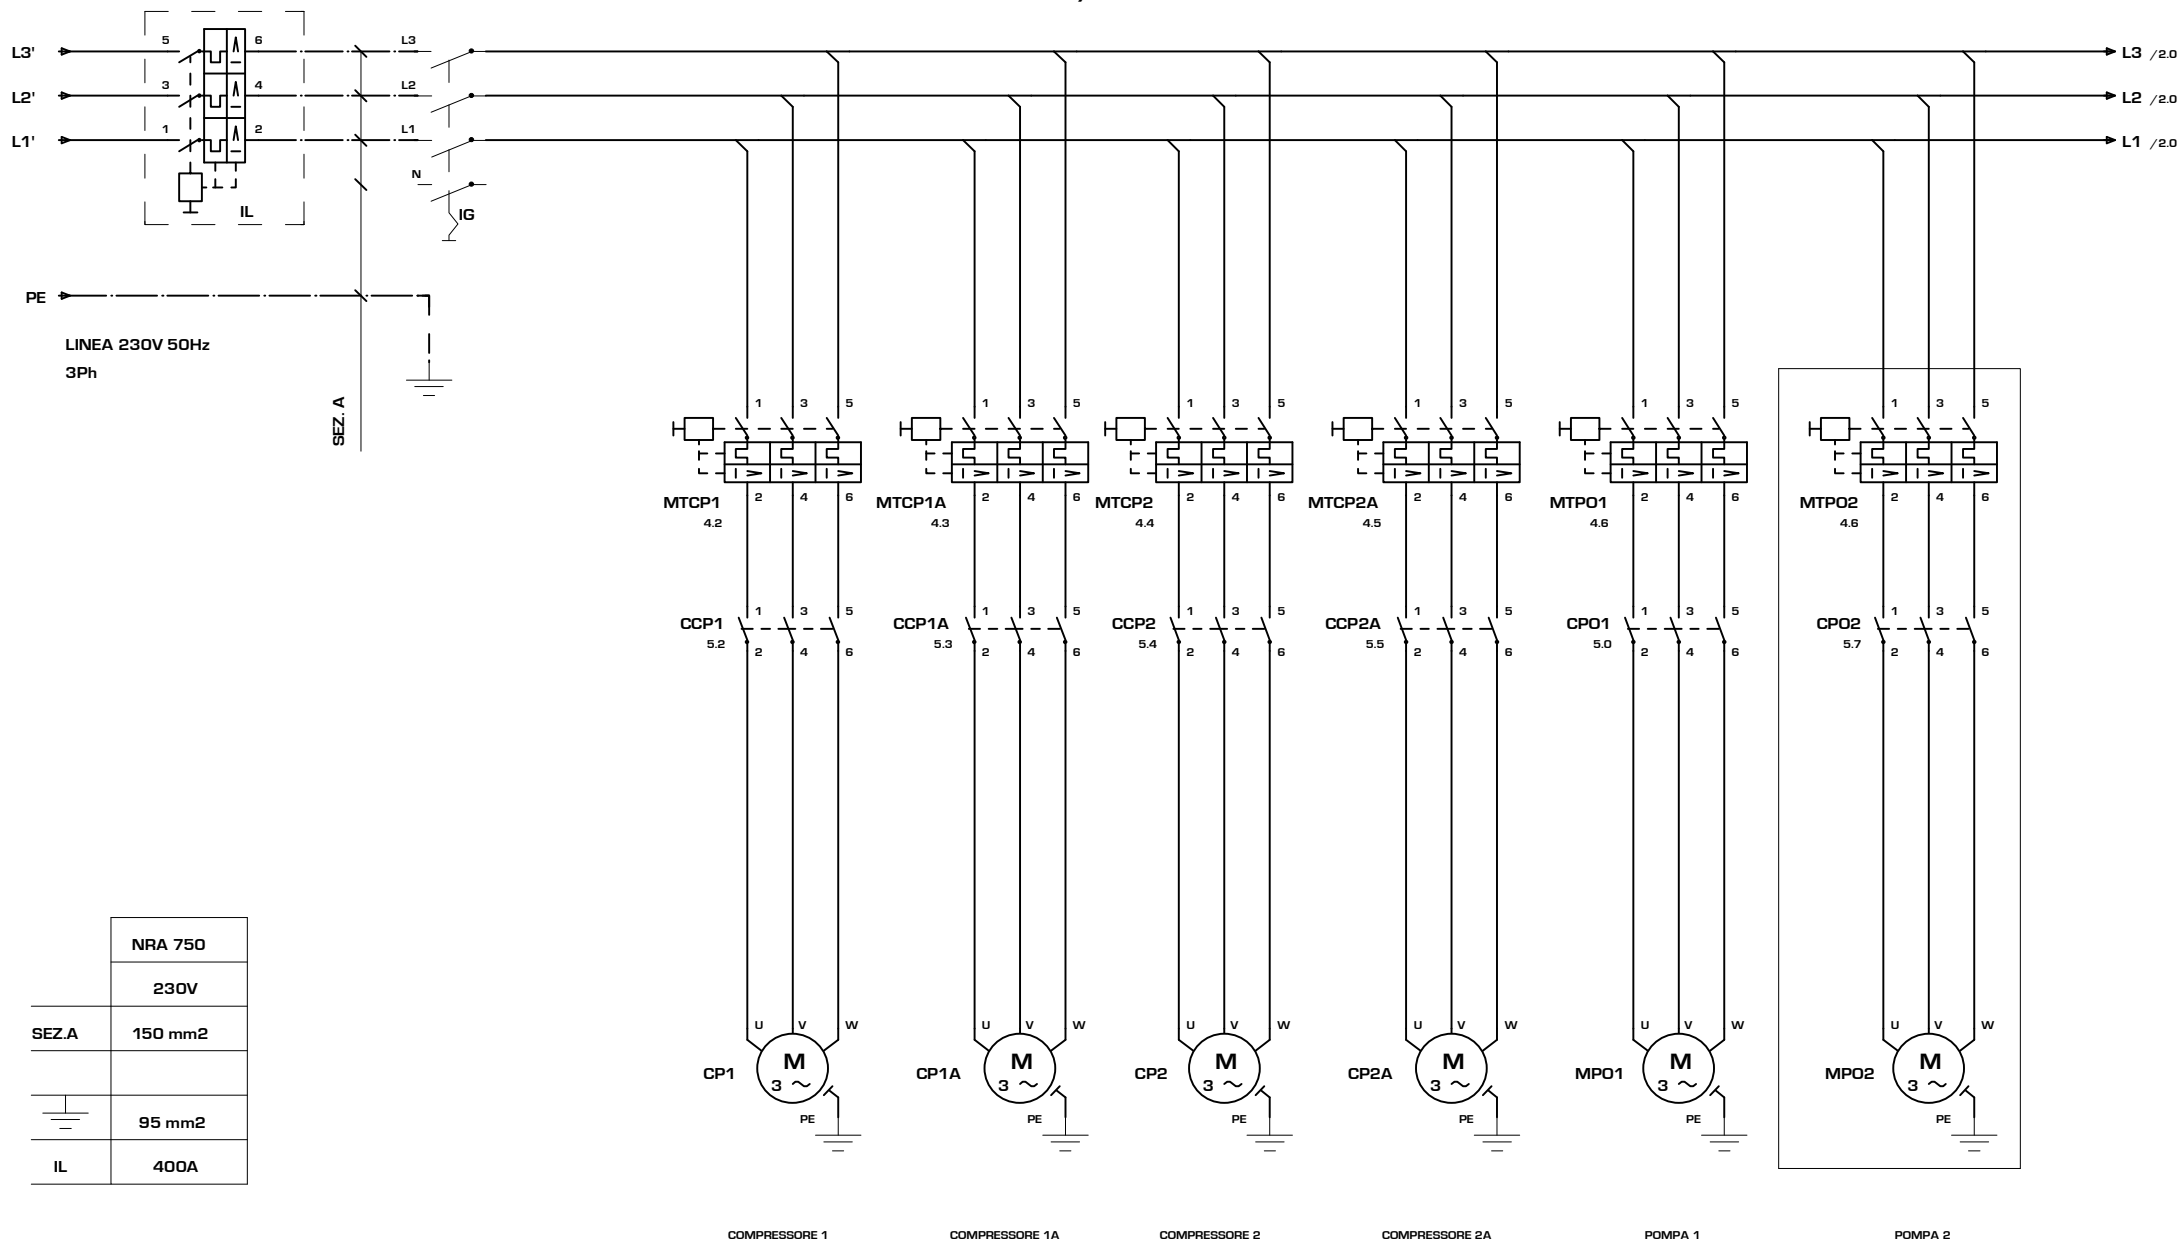 L3' 5 6 L3 L3 /2.0
L2' 3 4 L2 L2 /2.0
L1' 1 2 L1 L1 /2.0
N
IL IG
PE
LINEA 230V 50Hz
3Ph
SEZ. A
1 3 5 1 3 5 1 3 5 1 3 5 1 3 5 1 3 5
MTCP1 2 4 6 MTCP1A 2 4 6 MTCP2 2 4 6 MTCP2A 2 4 6 MTPO1 2 4 6 MTPO2 2 4 6
4.2 4.3 4.4 4.5 4.6 4.6
1 3 5 1 3 5 1 3 5 1 3 5 1 3 5 1 3 5
CCP1 CCP1A CCP2 CCP2A CPO1 CPO2
5.2 2 4 6 5.3 2 4 6 5.4 2 4 6 5.5 2 4 6 5.0 2 4 6 5.7 2 4 6
NRA 750
230V
SEZ.A 150 mm2
95 mm2
IL 400A
U V W U V W U V W U V W U V W U V W
M M M M M M
CP1 CP1A CP2 CP2A MPO1 MPO2
3 ~ 3 ~ 3 ~ 3 ~ 3 ~ 3 ~
PE PE PE PE PE PE
COMPRESSORE 1 COMPRESSORE 1A COMPRESSORE 2 COMPRESSORE 2A POMPA 1 POMPA 2